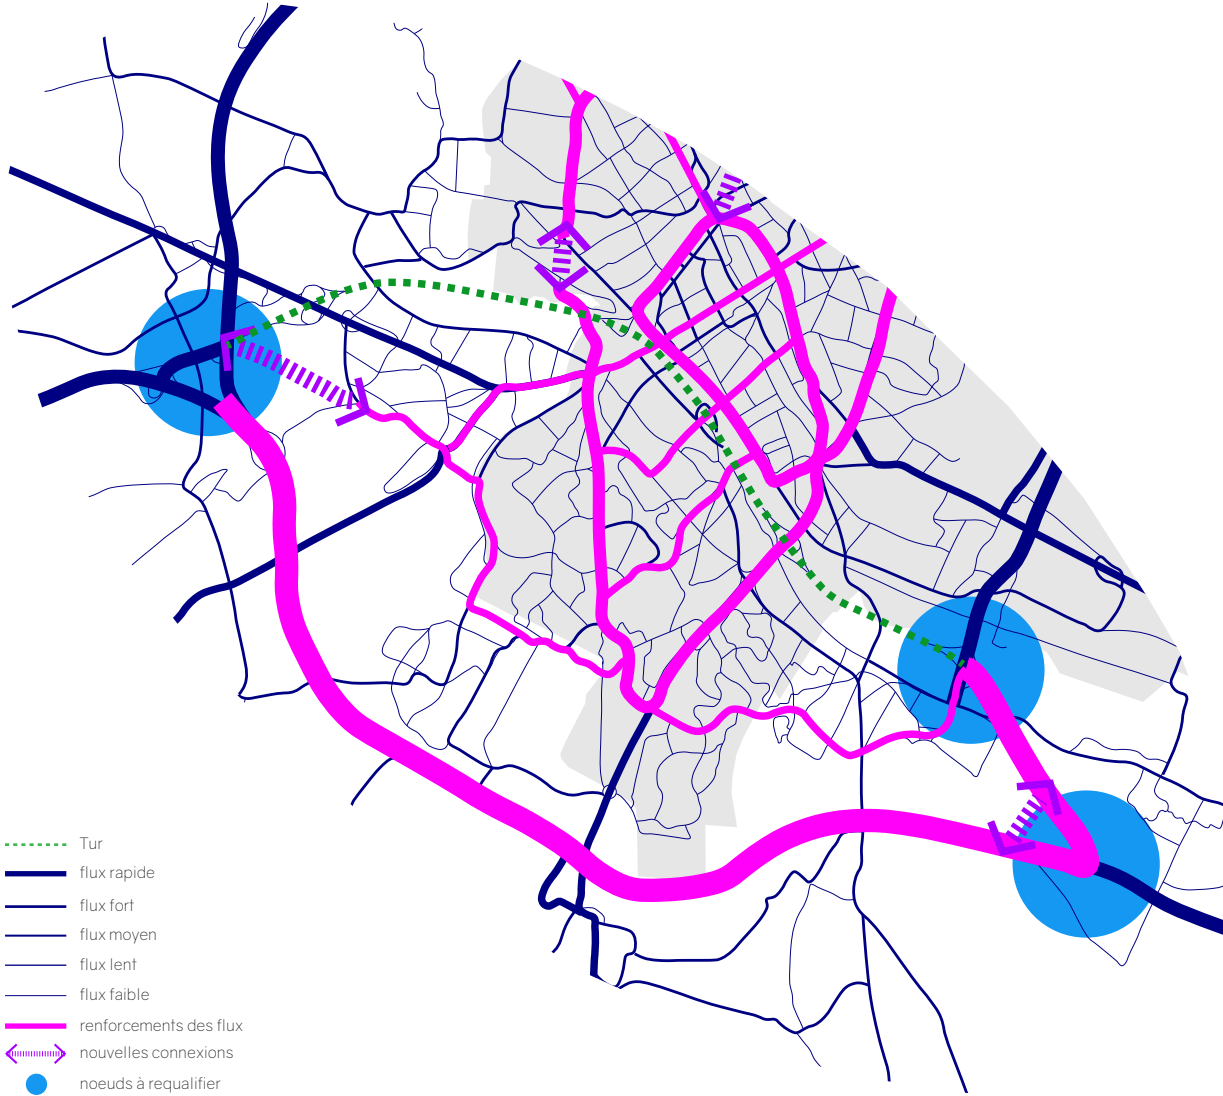 Tur
flux rapide
flux fort
flux moyen
flux lent
flux faible
renforcements des flux
nouvelles connexions
noeuds à requalifier